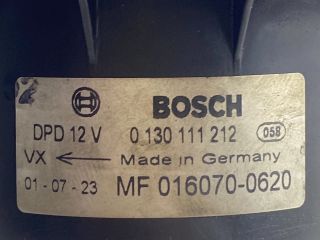 BOSCH
DPD 12 V 0 130 111 212 058
VX ← Made in Germany
01-07-23 MF 016070-0620